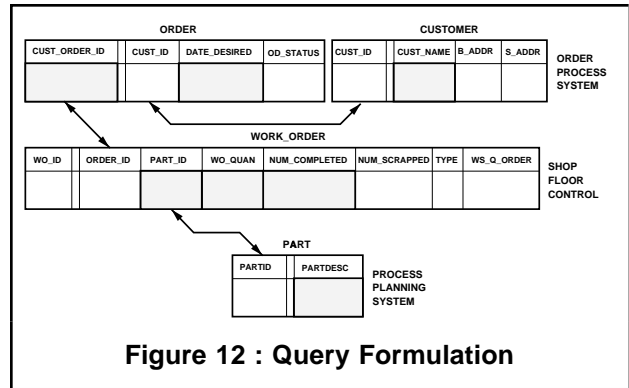 ORDER
CUSTOMER
CUST_ORDER_ID CUST_ID DATE_DESIRED OD_STATUS
CUST_ID CUST_NAME B_ADDR S_ADDR
ORDER
PROCESS
SYSTEM
WORK_ORDER
WO_ID ORDER_ID PART_ID WO_QUAN NUM_COMPLETED NUM_SCRAPPED TYPE WS_Q_ORDER
SHOP
FLOOR
CONTROL
PART
PARTID PARTDESC
PROCESS
PLANNING
SYSTEM
Figure 12 : Query Formulation